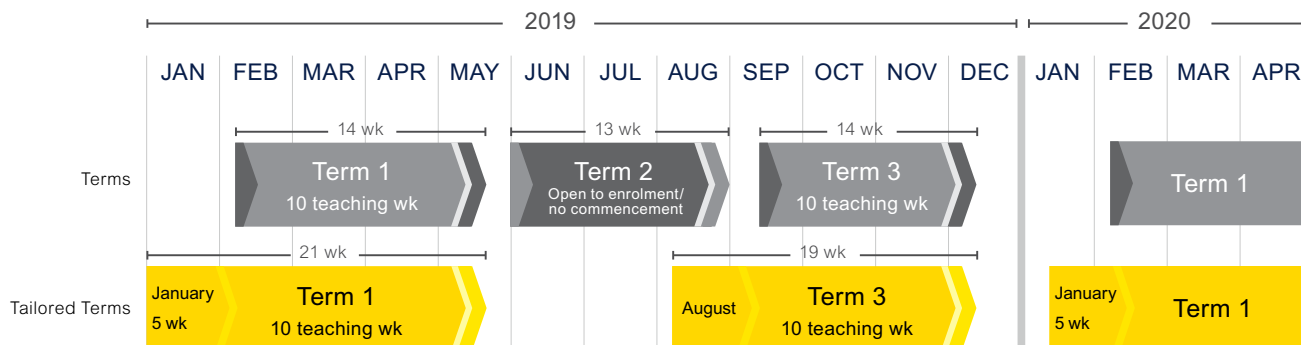 2019 2020
JAN FEB MAR APR MAY JUN JUL AUG SEP OCT NOV DEC JAN FEB MAR APR
14 wk 13 wk 14 wk
Terms
Term 1
10 teaching wk
Term 2
Open to enrolment/
no commencement
Term 3
10 teaching wk
Term 1
21 wk 19 wk
Tailored Terms
January
5 wk
Term 1
10 teaching wk
August
Term 3
10 teaching wk
January
5 wk
Term 1